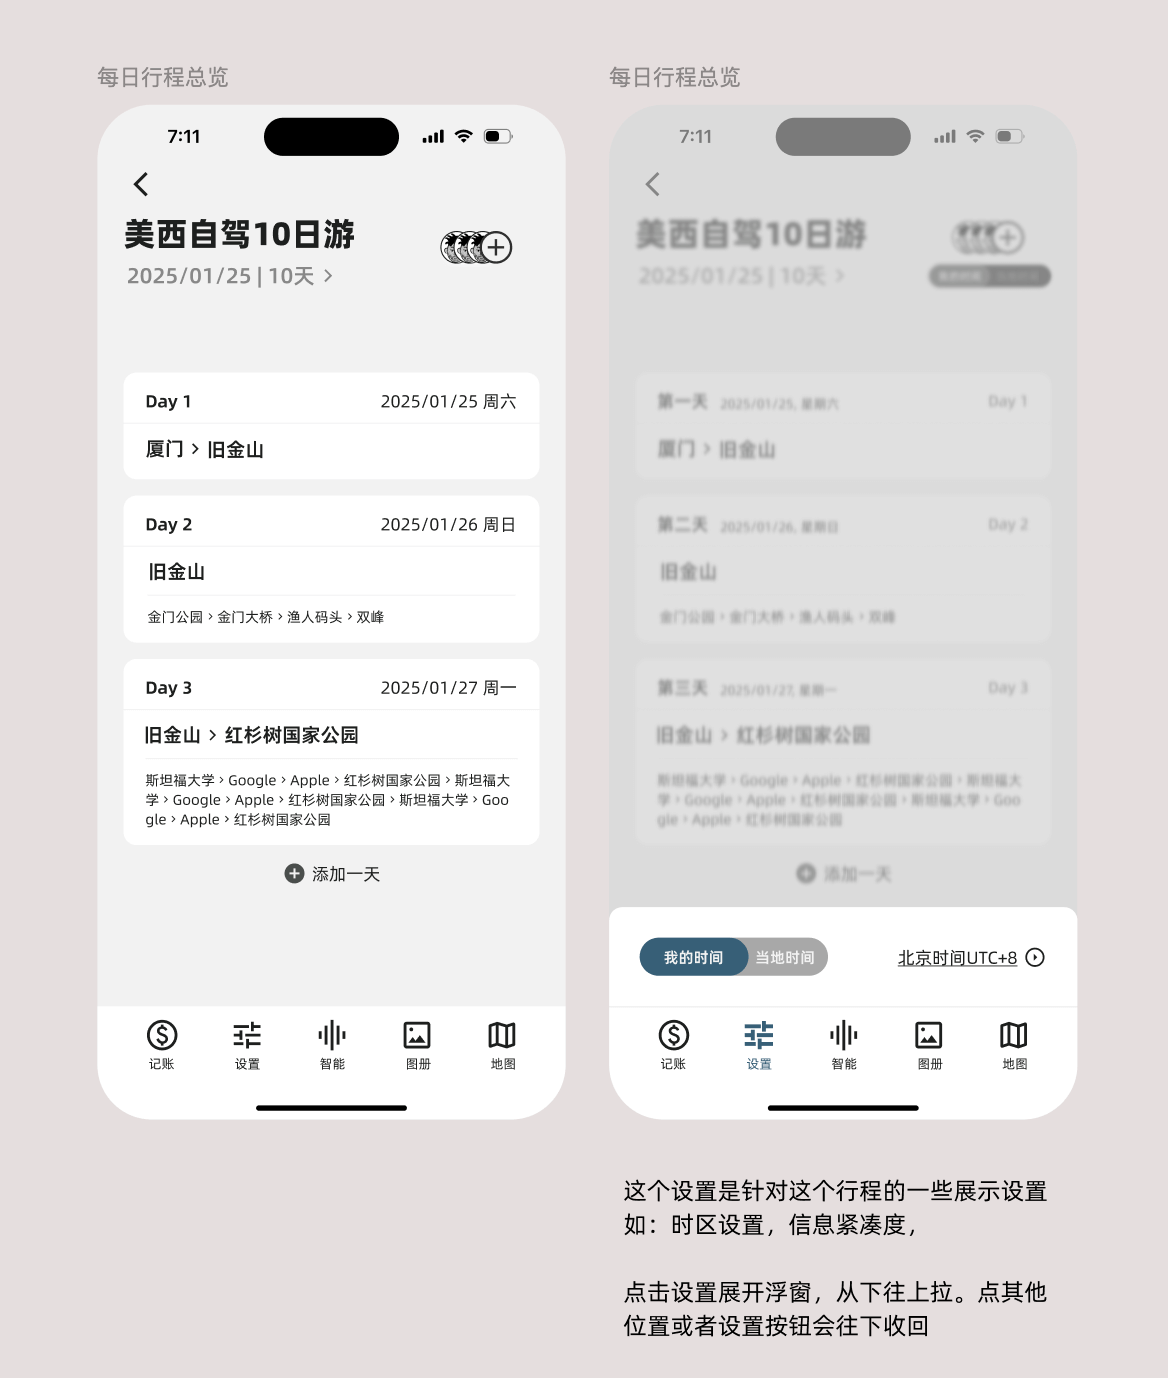 每日行程总览
7:11
美西自驾10日游
2025/01/25 | 10天 >
Day 1
2025/01/25 周六
厦门 > 旧金山
Day 2
2025/01/26 周日
旧金山
金门公园 > 金门大桥 > 渔人码头 > 双峰
Day 3
2025/01/27 周一
旧金山 > 红杉树国家公园
斯坦福大学 > Google > Apple > 红杉树国家公园 > 斯坦福大
学 > Google > Apple > 红杉树国家公园 > 斯坦福大学 > Goo
gle > Apple > 红杉树国家公园
添加一天
记账
设置
智能
图册
地图
每日行程总览
7:11
美西自驾10日游
2025/01/25 | 10天 >
第一天 2025/01/25, 星期六
Day 1
厦门 > 旧金山
第二天 2025/01/26, 星期日
Day 2
旧金山
金门公园 > 金门大桥 > 渔人码头 > 双峰
第三天 2025/01/27, 星期一
Day 3
旧金山 > 红杉树国家公园
斯坦福大学 > Google > Apple > 红杉树国家公园 > 斯坦福大
学 > Google > Apple > 红杉树国家公园 > 斯坦福大学 > Goo
gle > Apple > 红杉树国家公园
添加一天
我的时间
当地时间
北京时间UTC+8
记账
设置
智能
图册
地图
这个设置是针对这个行程的一些展示设置
如：时区设置，信息紧凑度，
点击设置展开浮窗，从下往上拉。点其他
位置或者设置按钮会往下收回